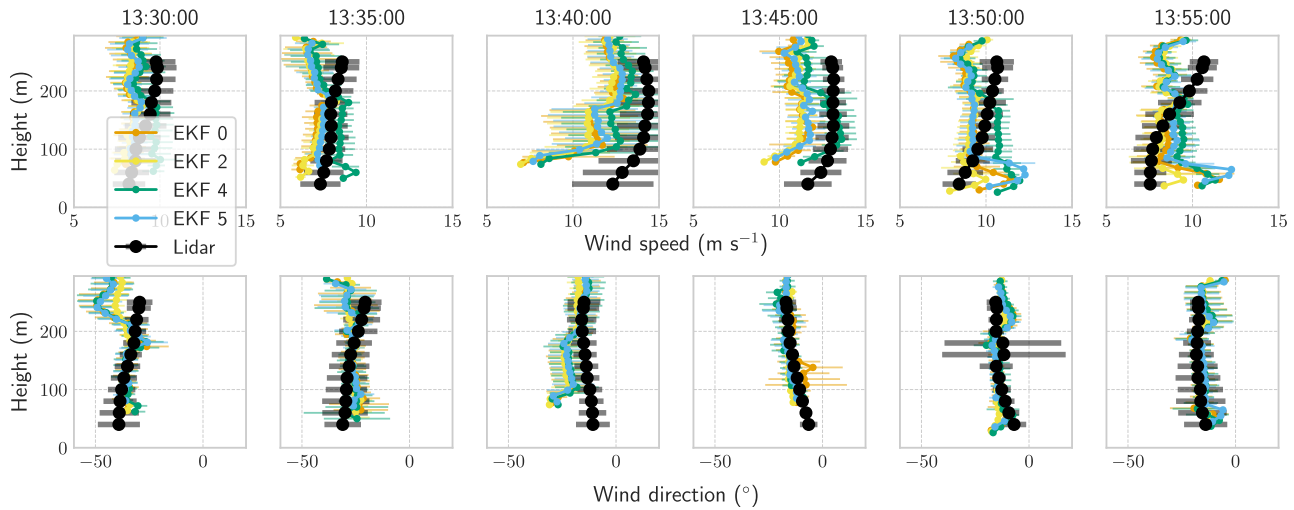 13:30:00 13:35:00 13:40:00 13:45:00 13:50:00 13:55:00
Height (m)
200
100
0
5 10 15 5 10 15 5 10 15 5 10 15 5 10 15 5 10 15
EKF 0
EKF 2
EKF 4
EKF 5
Lidar
Wind speed (m s⁻¹)
Height (m)
200
100
0
−50 0 −50 0 −50 0 −50 0 −50 0 −50 0
Wind direction (°)